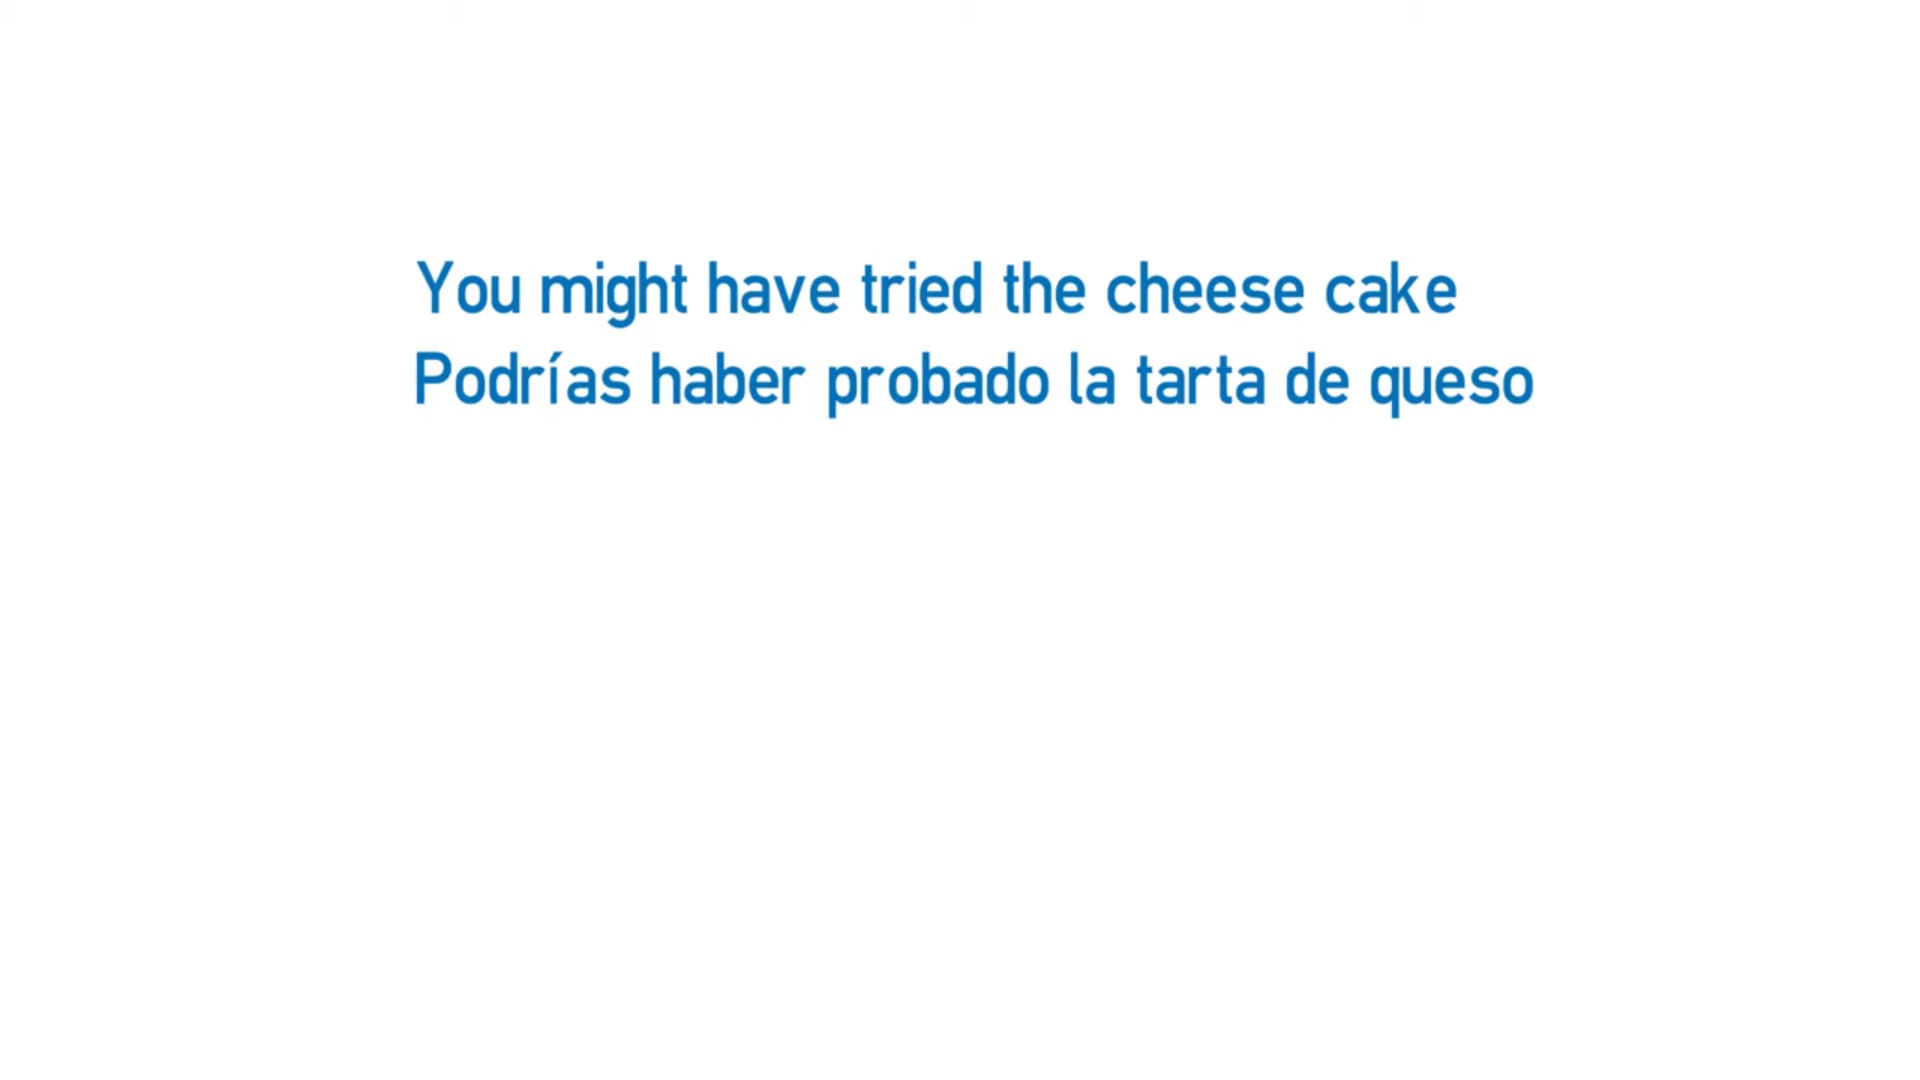 You might have tried the cheese cake
Podrías haber probado la tarta de queso